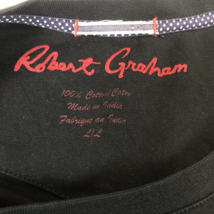 Robert Graham
100% Cotton/Coton
Made in India
Fabriqué en Inde
L/L